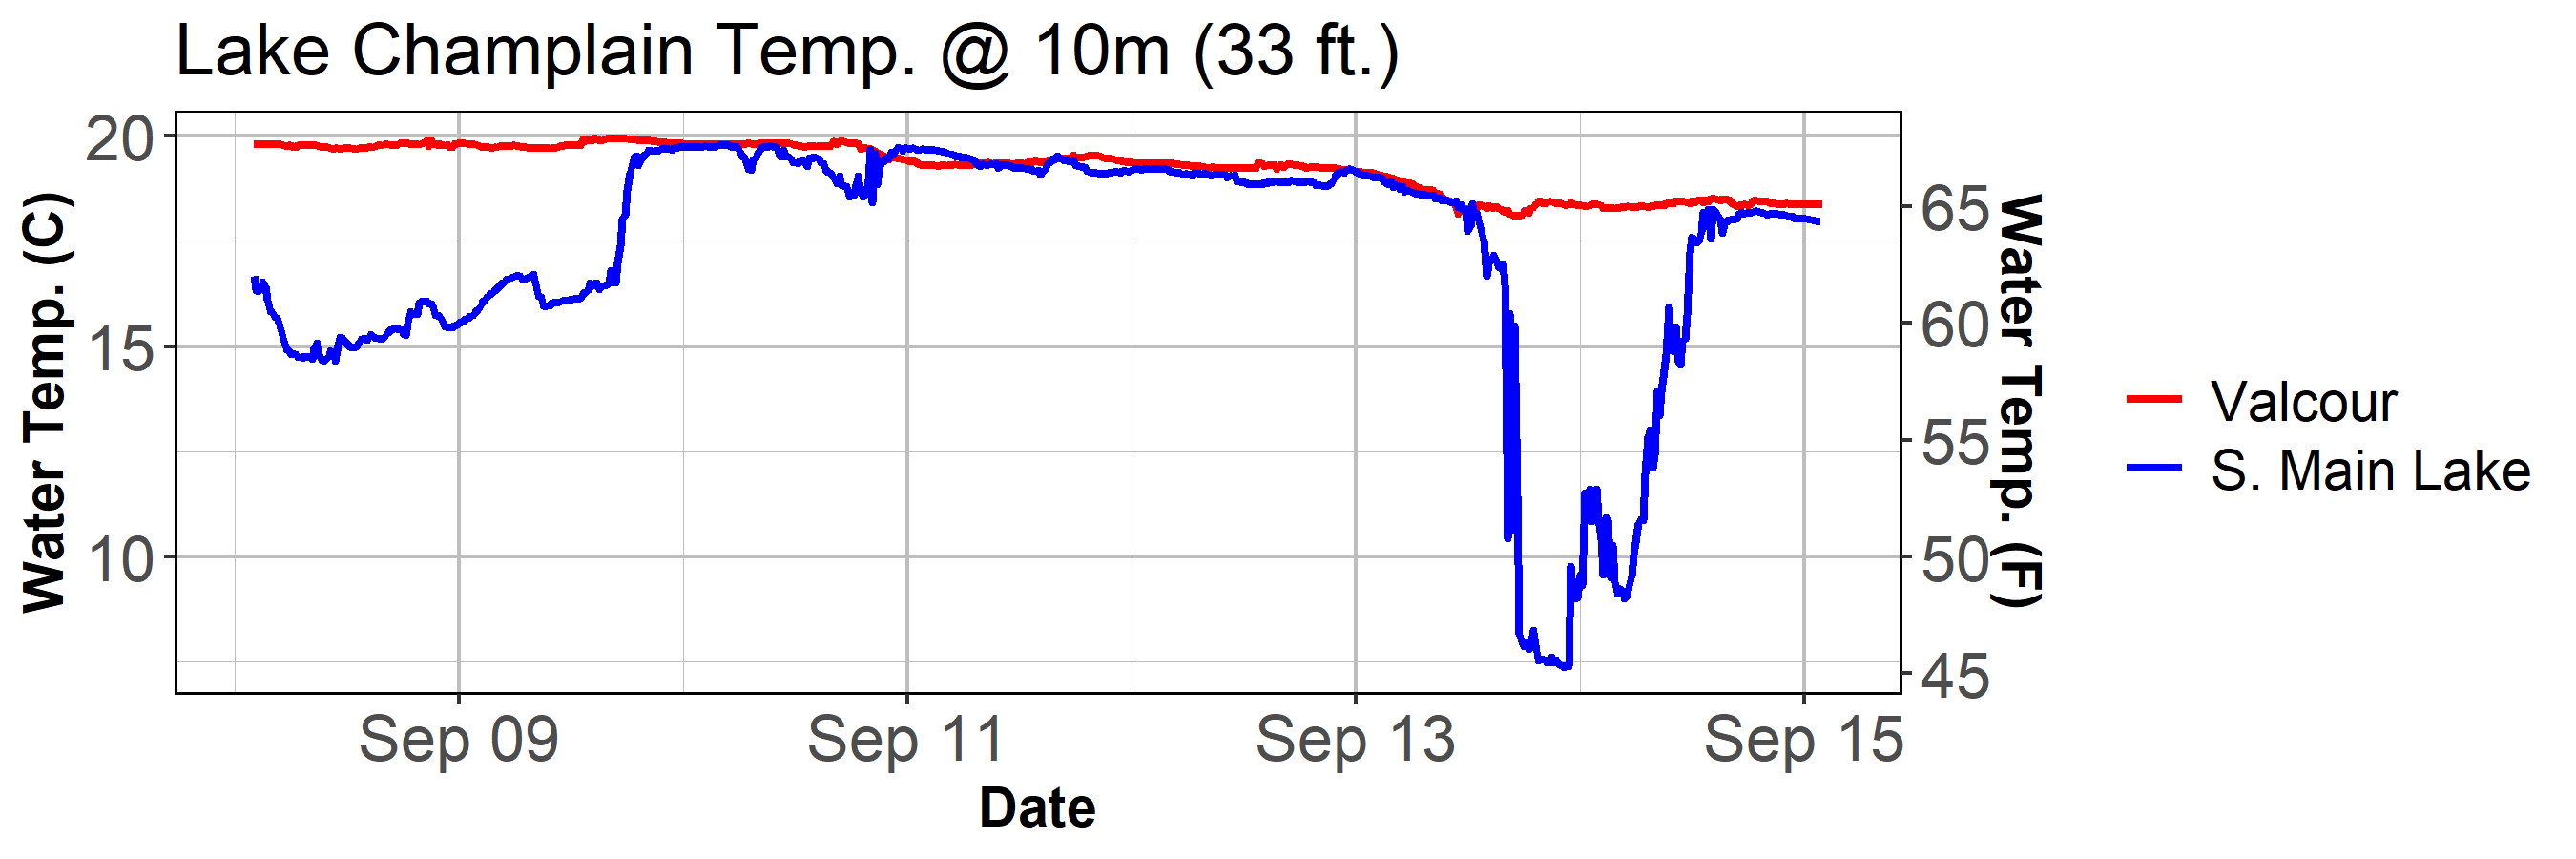 Lake Champlain Temp. @ 10m (33 ft.)
Water Temp. (C)
20
15
10
65
60
55
50
45
Water Temp. (F)
Valcour
S. Main Lake
Sep 09
Sep 11
Sep 13
Sep 15
Date